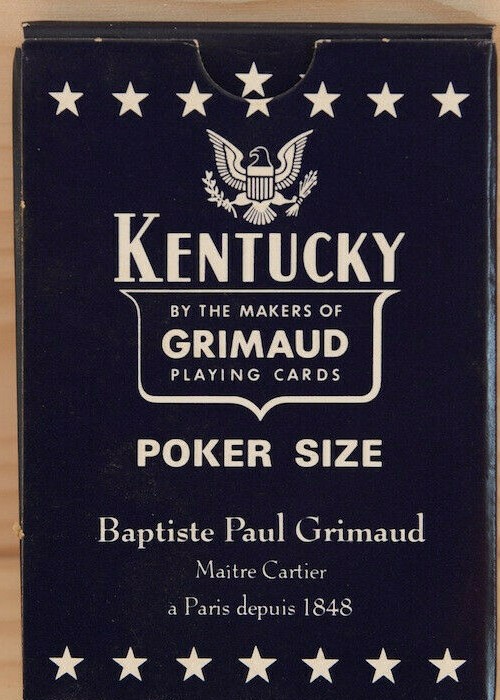 KENTUCKY
BY THE MAKERS OF
GRIMAUD
PLAYING CARDS
POKER SIZE
Baptiste Paul Grimaud
Maître Cartier
a Paris depuis 1848